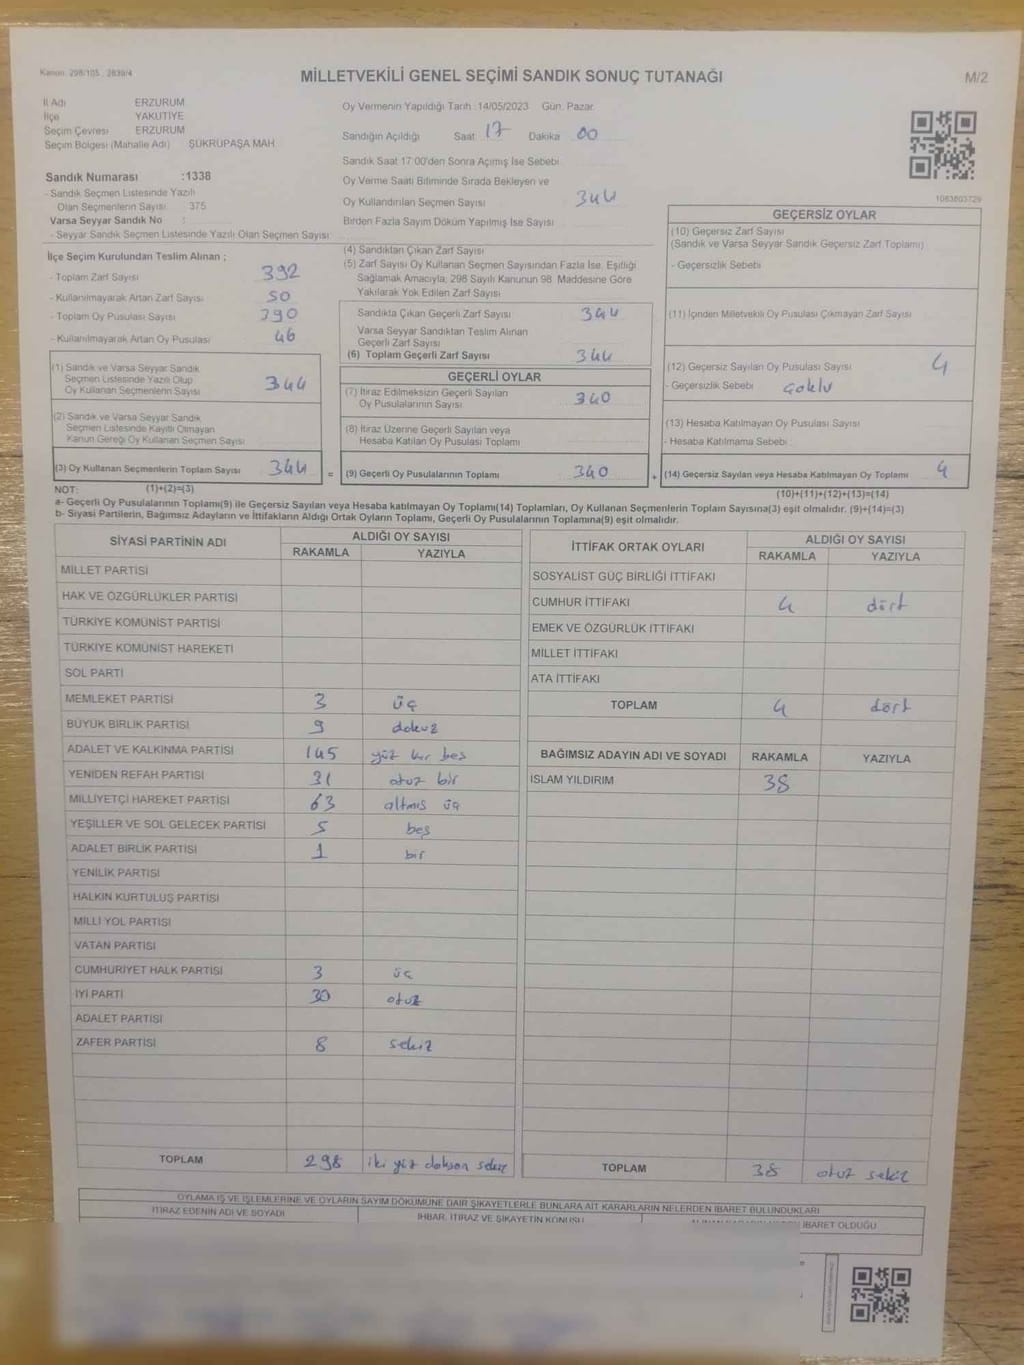 Kanun: 298/105 , 2839/4
MİLLETVEKİLİ GENEL SEÇİMİ SANDIK SONUÇ TUTANAĞI
M/2
İl Adı ERZURUM
İlçe YAKUTİYE
Seçim Çevresi ERZURUM
Seçim Bölgesi (Mahalle Adı) ŞÜKRÜPAŞA MAH.
Oy Vermenin Yapıldığı Tarih : 14/05/2023 Gün: Pazar
Sandığın Açıldığı Saat 17 Dakika 00
Sandık Saat 17:00'den Sonra Açılmış İse Sebebi
Oy Verme Saati Bitiminde Sırada Bekleyen ve
Oy Kullandırılan Seçmen Sayısı 344
Birden Fazla Sayım Döküm Yapılmış İse Sayısı
Sandık Numarası :1338
- Sandık Seçmen Listesinde Yazılı
Olan Seçmenlerin Sayısı 375
Varsa Seyyar Sandık No :
- Seyyar Sandık Seçmen Listesinde Yazılı Olan Seçmen Sayısı
İlçe Seçim Kurulundan Teslim Alınan ;
- Toplam Zarf Sayısı 392
- Kullanılmayarak Artan Zarf Sayısı 50
- Toplam Oy Pusulası Sayısı 390
- Kullanılmayarak Artan Oy Pusulası 46
(1) Sandık ve Varsa Seyyar Sandık
Seçmen Listesinde Yazılı Olup
Oy Kullanan Seçmenlerin Sayısı 344
(2) Sandık ve Varsa Seyyar Sandık
Seçmen Listesinde Kayıtlı Olmayan
Kanun Gereği Oy Kullanan Seçmen Sayısı
(3) Oy Kullanan Seçmenlerin Toplam Sayısı 344 =
NOT: (1)+(2)=(3)
(4) Sandıktan Çıkan Zarf Sayısı
(5) Zarf Sayısı Oy Kullanan Seçmen Sayısından Fazla İse, Eşitliği
Sağlamak Amacıyla; 298 Sayılı Kanunun 98. Maddesine Göre
Yakılarak Yok Edilen Zarf Sayısı
Sandıkta Çıkan Geçerli Zarf Sayısı 344
Varsa Seyyar Sandıktan Teslim Alınan
Geçerli Zarf Sayısı
(6) Toplam Geçerli Zarf Sayısı 344
GEÇERLİ OYLAR
(7) İtiraz Edilmeksizin Geçerli Sayılan
Oy Pusulalarının Sayısı 340
(8) İtiraz Üzerine Geçerli Sayılan veya
Hesaba Katılan Oy Pusulası Toplamı
(9) Geçerli Oy Pusulalarının Toplamı 340 +
1083603729
GEÇERSİZ OYLAR
(10) Geçersiz Zarf Sayısı
(Sandık ve Varsa Seyyar Sandık Geçersiz Zarf Toplamı)
- Geçersizlik Sebebi
(11) İçinden Milletvekili Oy Pusulası Çıkmayan Zarf Sayısı
(12) Geçersiz Sayılan Oy Pusulası Sayısı 4
- Geçersizlik Sebebi çoklu
(13) Hesaba Katılmayan Oy Pusulası Sayısı
- Hesaba Katılmama Sebebi :
(14) Geçersiz Sayılan veya Hesaba Katılmayan Oy Toplamı 4
(10)+(11)+(12)+(13)=(14)
a- Geçerli Oy Pusulalarının Toplamı(9) ile Geçersiz Sayılan veya Hesaba katılmayan Oy Toplamı(14) Toplamları, Oy Kullanan Seçmenlerin Toplam Sayısına(3) eşit olmalıdır. (9)+(14)=(3)
b- Siyasi Partilerin, Bağımsız Adayların ve İttifakların Aldığı Ortak Oyların Toplamı, Geçerli Oy Pusulalarının Toplamına(9) eşit olmalıdır.
SİYASİ PARTİNİN ADI ALDIĞI OY SAYISI
RAKAMLA YAZIYLA
MİLLET PARTİSİ
HAK VE ÖZGÜRLÜKLER PARTİSİ
TÜRKİYE KOMÜNİST PARTİSİ
TÜRKİYE KOMÜNİST HAREKETİ
SOL PARTİ
MEMLEKET PARTİSİ 3 üç
BÜYÜK BİRLİK PARTİSİ 9 dokuz
ADALET VE KALKINMA PARTİSİ 145 yüz kır beş
YENİDEN REFAH PARTİSİ 31 otuz bir
MİLLİYETÇİ HAREKET PARTİSİ 63 altmış üç
YEŞİLLER VE SOL GELECEK PARTİSİ 5 beş
ADALET BİRLİK PARTİSİ 1 bir
YENİLİK PARTİSİ
HALKIN KURTULUŞ PARTİSİ
MİLLİ YOL PARTİSİ
VATAN PARTİSİ
CUMHURİYET HALK PARTİSİ 3 üç
İYİ PARTİ 30 otuz
ADALET PARTİSİ
ZAFER PARTİSİ 8 sekiz
TOPLAM 298 iki yüz doksan sekiz
İTTİFAK ORTAK OYLARI ALDIĞI OY SAYISI
RAKAMLA YAZIYLA
SOSYALİST GÜÇ BİRLİĞİ İTTİFAKI
CUMHUR İTTİFAKI 4 dört
EMEK VE ÖZGÜRLÜK İTTİFAKI
MİLLET İTTİFAKI
ATA İTTİFAKI
TOPLAM 4 dört
BAĞIMSIZ ADAYIN ADI VE SOYADI RAKAMLA YAZIYLA
İSLAM YILDIRIM 38
TOPLAM 38 otuz sekiz
OYLAMA İŞ VE İŞLEMLERİNE VE OYLARIN SAYIM DÖKÜMÜNE DAİR ŞİKAYETLERLE BUNLARA AİT KARARLARIN NELERDEN İBARET BULUNDUKLARI
İTİRAZ EDENİN ADI VE SOYADI İHBAR, İTİRAZ VE ŞİKAYETİN KONUSU İBARET OLDUĞU